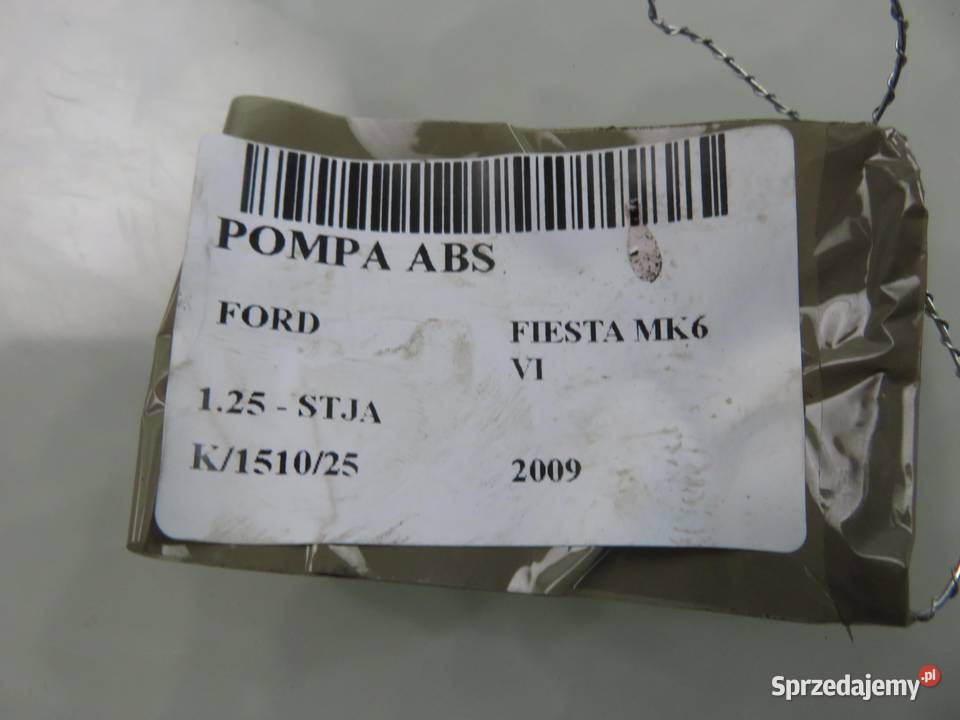 POMPA ABS
FORD
FIESTA MK6
VI
1.25 - STJA
K/1510/25
2009
Sprzedajemy.pl